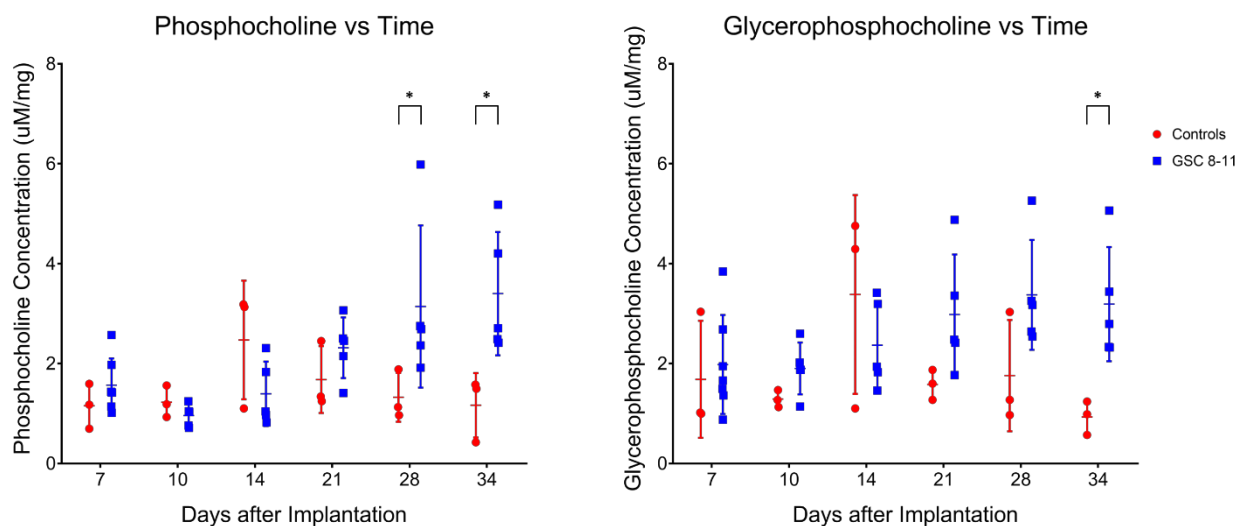 Phosphocholine vs Time
Phosphocholine Concentration (uM/mg)
8
6
4
2
0
*
*
7 10 14 21 28 34
Days after Implantation
Glycerophosphocholine vs Time
Glycerophosphocholine Concentration (uM/mg)
8
6
4
2
0
*
7 10 14 21 28 34
Days after Implantation
Controls
GSC 8-11